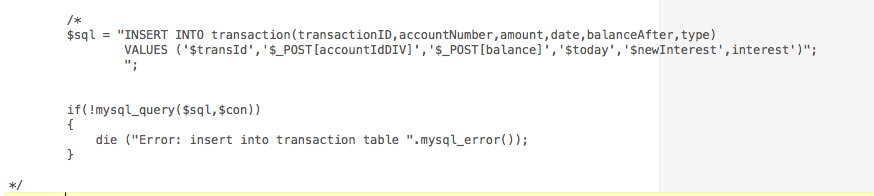 /*
$sql = "INSERT INTO transaction(transactionID,accountNumber,amount,date,balanceAfter,type)
VALUES ('$transId','$_POST[accountIdDIV]','$_POST[balance]','$today','$newInterest',interest')";
";
if(!mysql_query($sql,$con))
{
die ("Error: insert into transaction table ".mysql_error());
}
*/